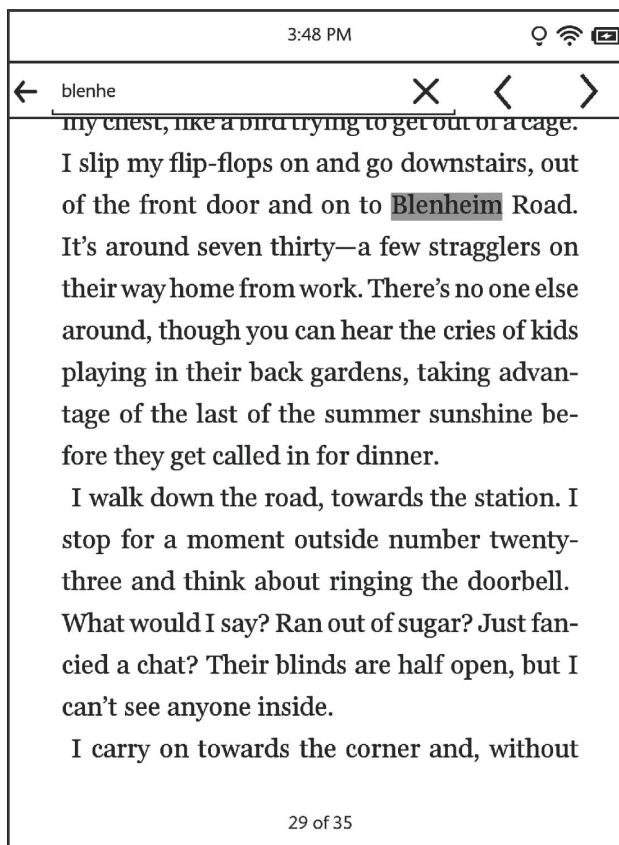 3:48 PM
blenhe
my chest, like a bird trying to get out of a cage.
I slip my flip-flops on and go downstairs, out
of the front door and on to Blenheim Road.
It’s around seven thirty—a few stragglers on
their way home from work. There’s no one else
around, though you can hear the cries of kids
playing in their back gardens, taking advan-
tage of the last of the summer sunshine be-
fore they get called in for dinner.
I walk down the road, towards the station. I
stop for a moment outside number twenty-
three and think about ringing the doorbell.
What would I say? Ran out of sugar? Just fan-
cied a chat? Their blinds are half open, but I
can’t see anyone inside.
I carry on towards the corner and, without
29 of 35